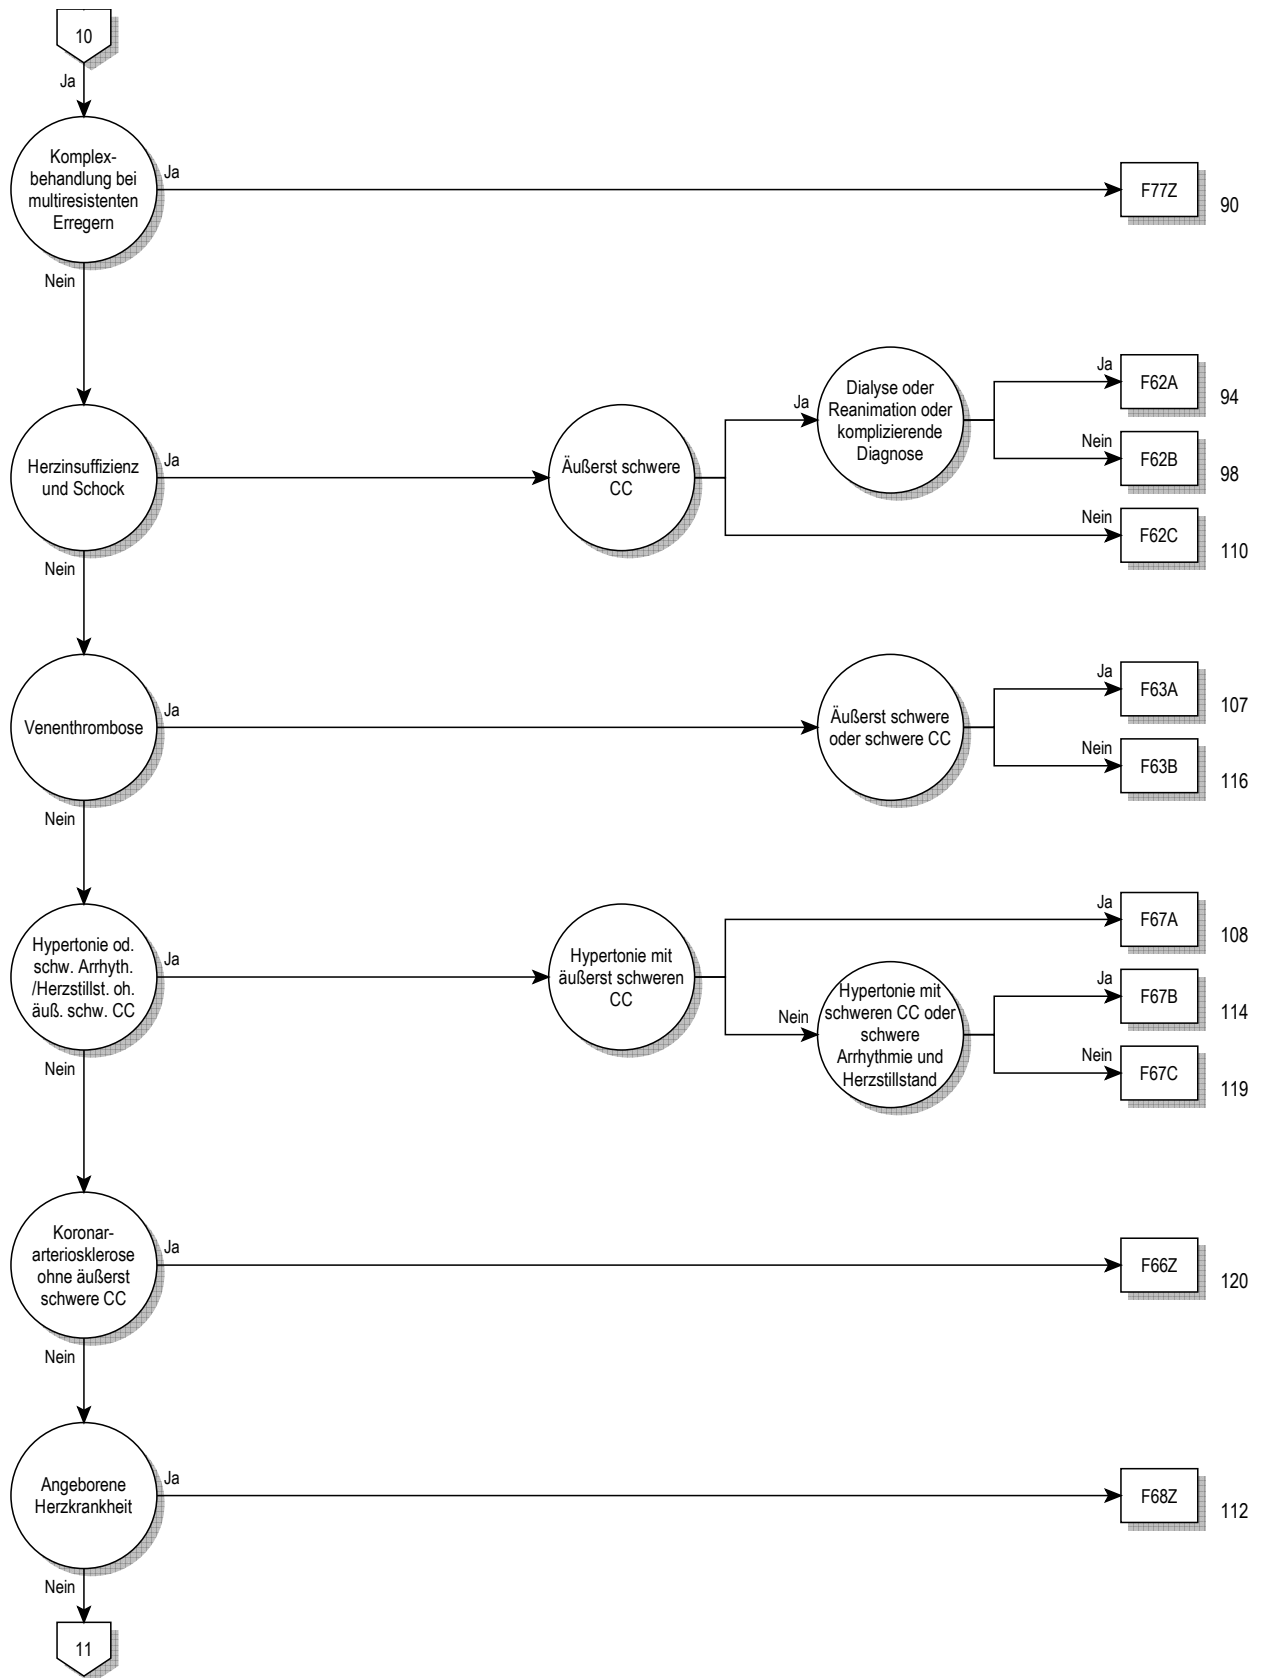 10
Ja
Komplex-
behandlung bei
multiresistenten
Erregern
Ja
F77Z
90
Nein
Herzinsuffizienz
und Schock
Ja
Äußerst schwere
CC
Ja
Dialyse oder
Reanimation oder
komplizierende
Diagnose
Ja
F62A
94
Nein
F62B
98
Nein
F62C
110
Nein
Venenthrombose
Ja
Äußerst schwere
oder schwere CC
Ja
F63A
107
Nein
F63B
116
Nein
Hypertonie od.
schw. Arrhyth.
/Herzstillst. oh.
äuß. schw. CC
Ja
Hypertonie mit
äußerst schweren
CC
Ja
F67A
108
Nein
Hypertonie mit
schweren CC oder
schwere
Arrhythmie und
Herzstillstand
Ja
F67B
114
Nein
F67C
119
Nein
Koronar-
arteriosklerose
ohne äußerst
schwere CC
Ja
F66Z
120
Nein
Angeborene
Herzkrankheit
Ja
F68Z
112
Nein
11